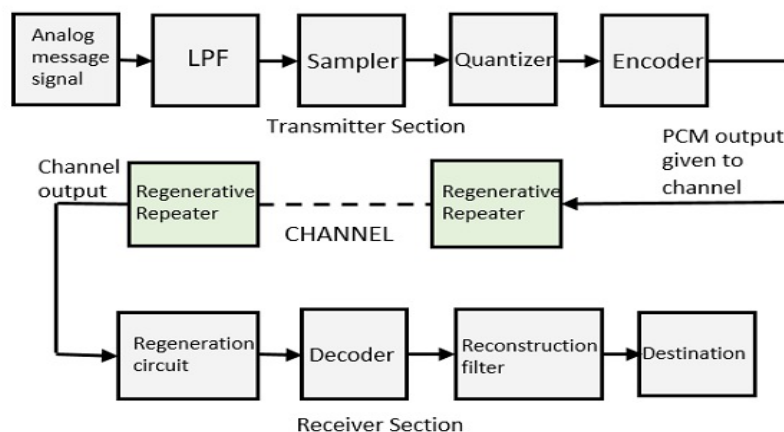 Analog
message
signal
LPF
Sampler
Quantizer
Encoder
Transmitter Section
PCM output
given to
channel
Channel
output
Regenerative
Repeater
CHANNEL
Regenerative
Repeater
Regeneration
circuit
Decoder
Reconstruction
filter
Destination
Receiver Section